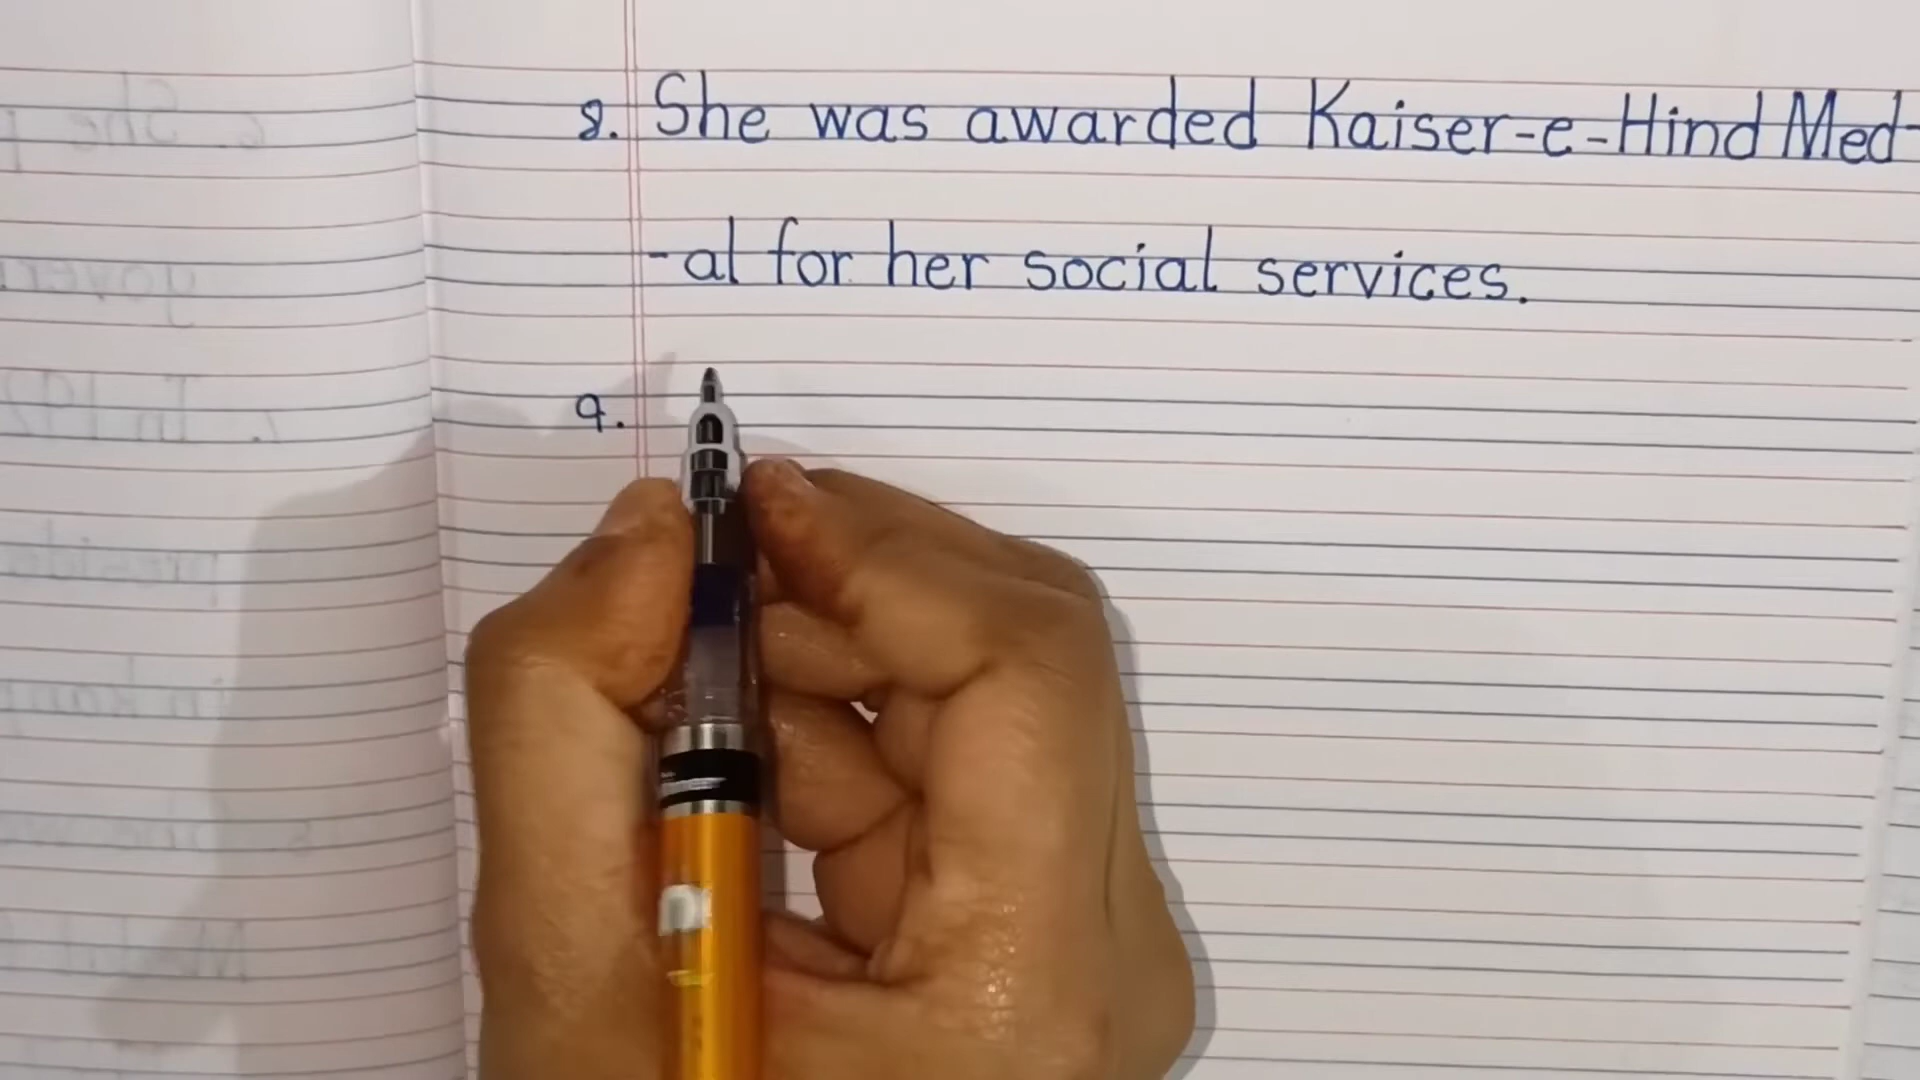 8. She was awarded Kaiser-e-Hind Med-
-al for her social services.
9.